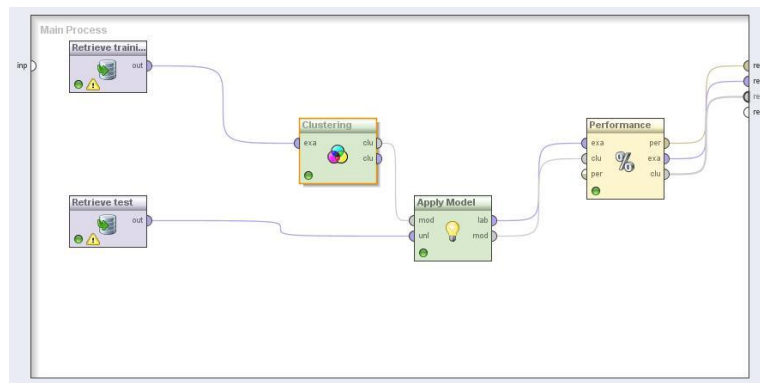 Main Process
Retrieve traini...
inp
out
re
re
re
re
Clustering
exa
clu
clu
Performance
exa
per
clu
exa
per
clu
Retrieve test
out
Apply Model
mod
lab
unl
mod